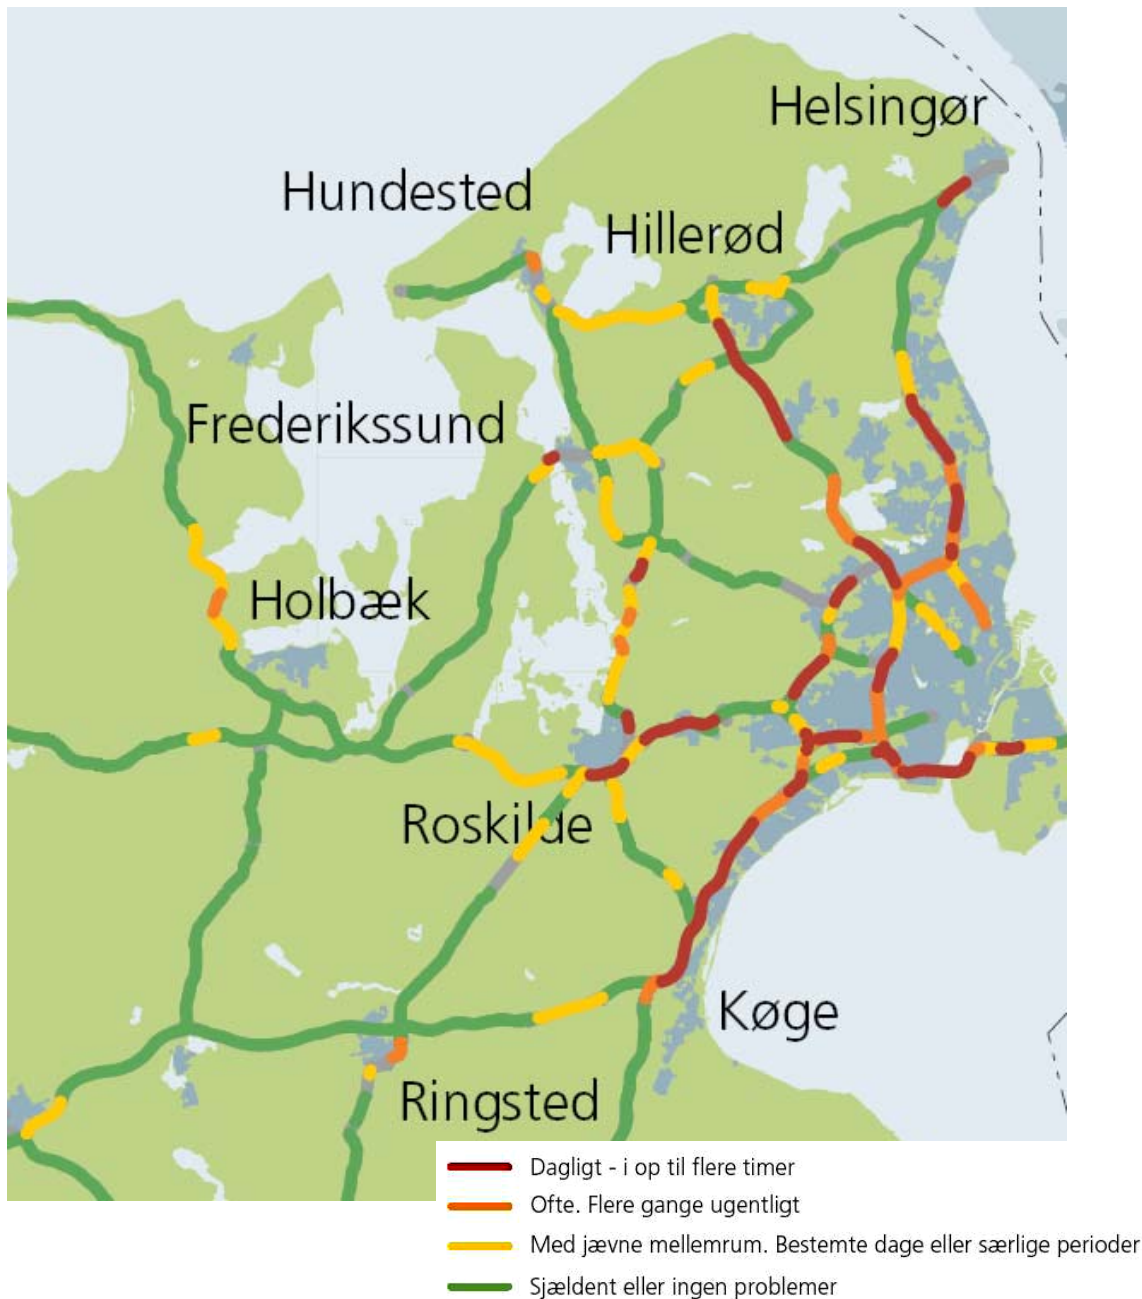 Helsingør
Hundested
Hillerød
Frederikssund
Holbæk
Roskilde
Køge
Ringsted
Dagligt - i op til flere timer
Ofte. Flere gange ugentligt
Med jævne mellemrum. Bestemte dage eller særlige perioder
Sjældent eller ingen problemer